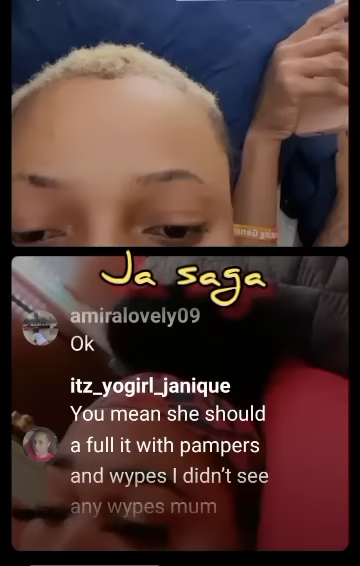 Ja saga
amiralovely09
Ok
itz_yogirl_janique
You mean she should
a full it with pampers
and wypes I didn't see
any wypes mum